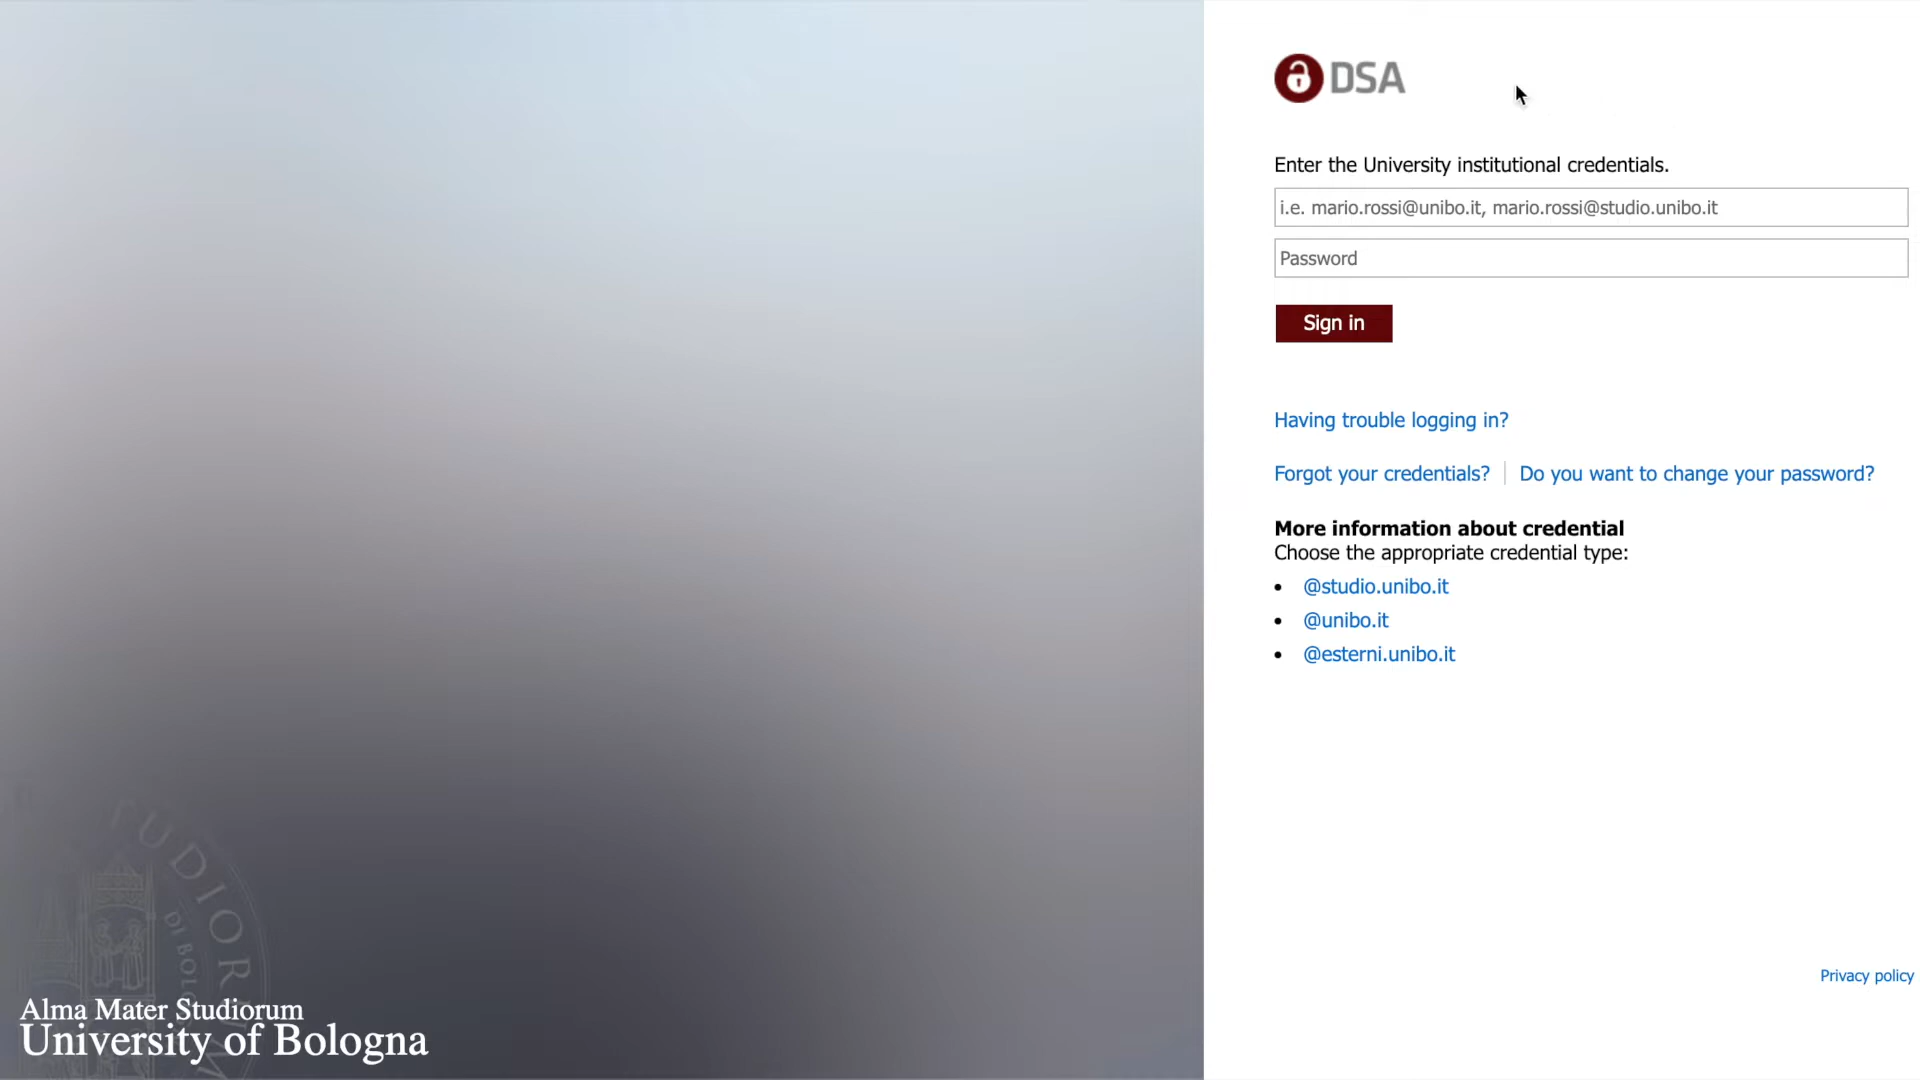 DSA
Enter the University institutional credentials.
i.e. mario.rossi@unibo.it, mario.rossi@studio.unibo.it
Password
Sign in
Having trouble logging in?
Forgot your credentials? Do you want to change your password?
More information about credential
Choose the appropriate credential type:
@studio.unibo.it
@unibo.it
@esterni.unibo.it
Privacy policy
STUDIORUM
Alma Mater Studiorum
University of Bologna